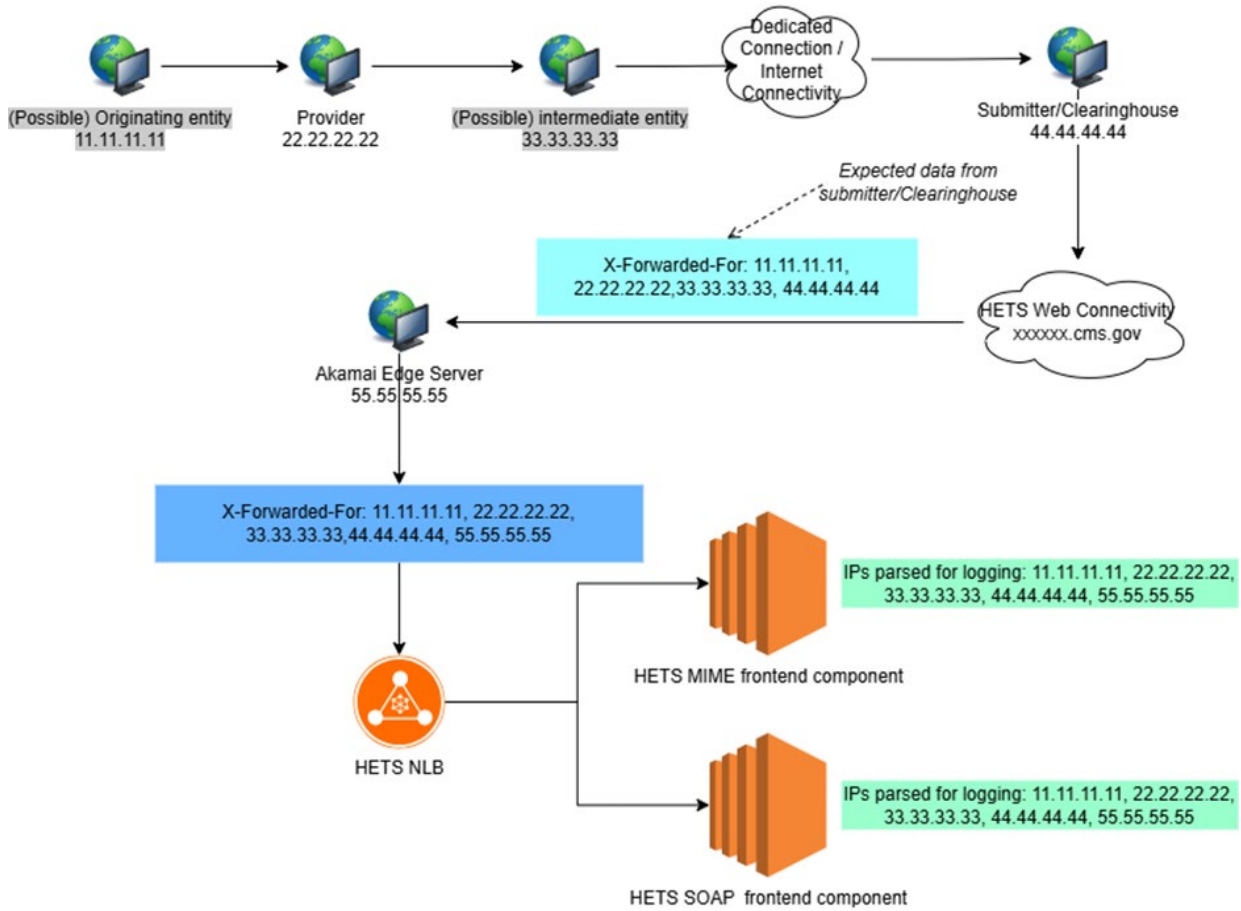 Dedicated
Connection /
Internet
Connectivity
(Possible) Originating entity
11.11.11.11
Provider
22.22.22.22
(Possible) intermediate entity
33.33.33.33
Submitter/Clearinghouse
44.44.44.44
Expected data from
submitter/Clearinghouse
X-Forwarded-For: 11.11.11.11,
22.22.22.22,33.33.33.33, 44.44.44.44
HETS Web Connectivity
xxxxxx.cms.gov
Akamai Edge Server
55.55.55.55
X-Forwarded-For: 11.11.11.11, 22.22.22.22,
33.33.33.33,44.44.44.44, 55.55.55.55
IPs parsed for logging: 11.11.11.11, 22.22.22.22,
33.33.33.33, 44.44.44.44, 55.55.55.55
HETS MIME frontend component
HETS NLB
IPs parsed for logging: 11.11.11.11, 22.22.22.22,
33.33.33.33, 44.44.44.44, 55.55.55.55
HETS SOAP frontend component